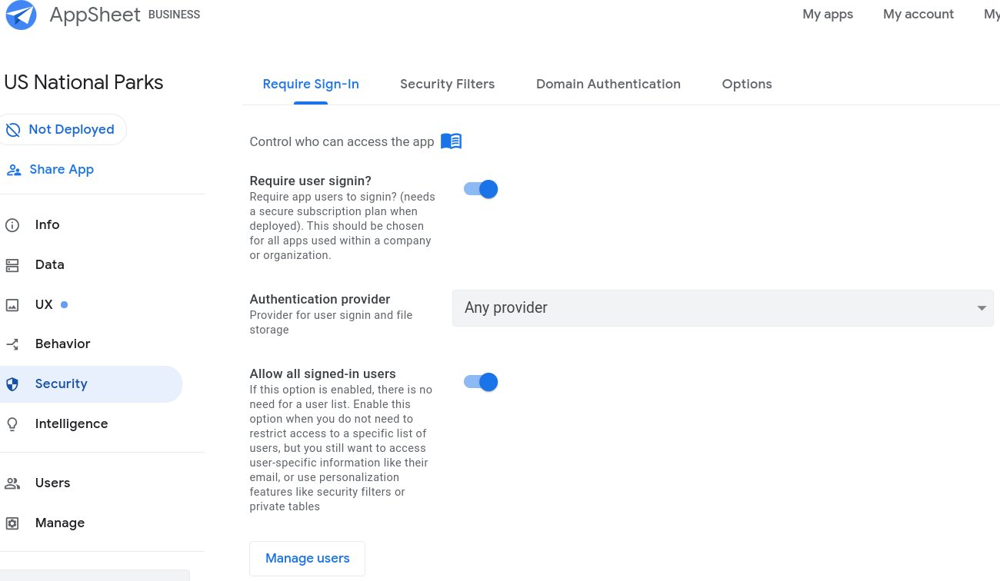 AppSheet BUSINESS
My apps
My account
My
US National Parks
Not Deployed
Share App
Info
Data
UX
Behavior
Security
Intelligence
Users
Manage
Require Sign-In
Security Filters
Domain Authentication
Options
Control who can access the app
Require user signin?
Require app users to signin? (needs
a secure subscription plan when
deployed). This should be chosen
for all apps used within a company
or organization.
Authentication provider
Provider for user signin and file
storage
Any provider
Allow all signed-in users
If this option is enabled, there is no
need for a user list. Enable this
option when you do not need to
restrict access to a specific list of
users, but you still want to access
user-specific information like their
email, or use personalization
features like security filters or
private tables
Manage users